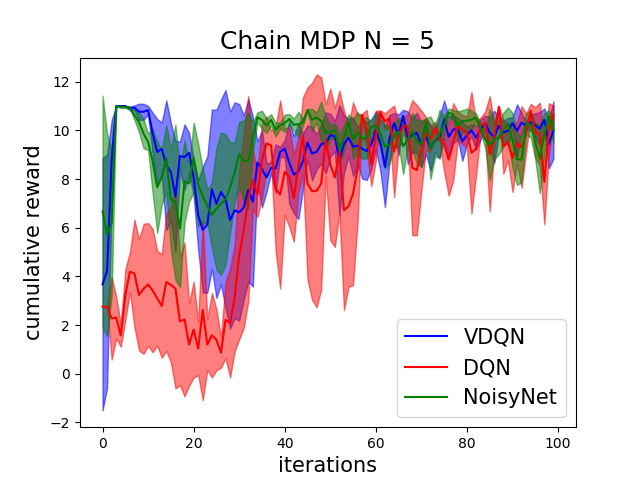 Chain MDP N = 5
cumulative reward
12
10
8
6
4
2
0
−2
0 20 40 60 80 100
iterations
VDQN
DQN
NoisyNet